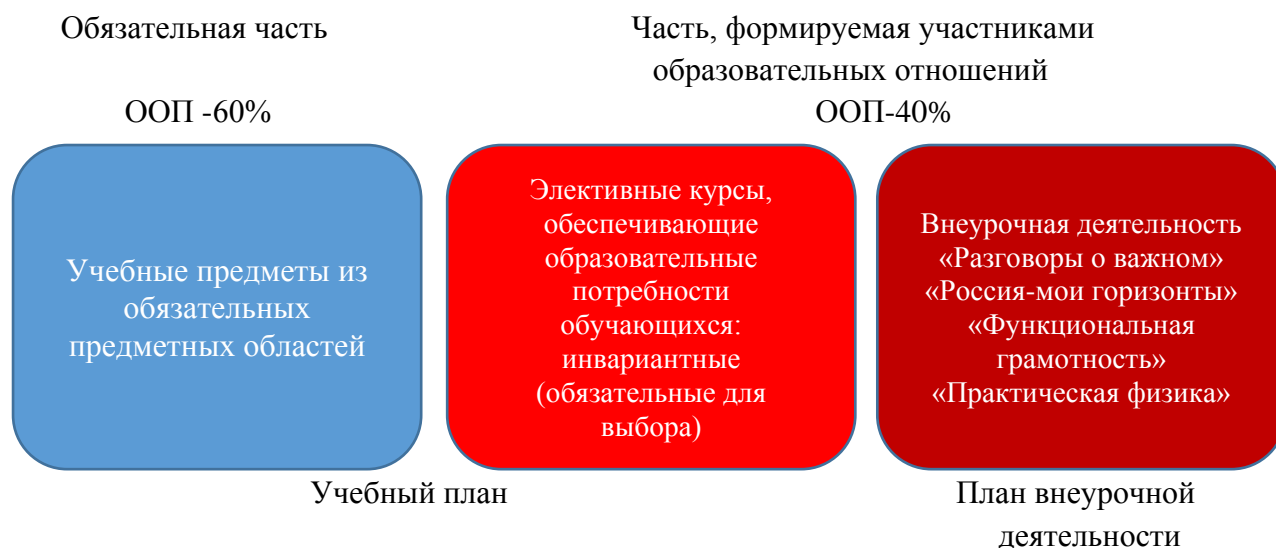 Обязательная часть
Часть, формируемая участниками
образовательных отношений
ООП -60%
ООП-40%
Учебные предметы из
обязательных
предметных областей
Элективные курсы,
обеспечивающие
образовательные
потребности
обучающихся:
инвариантные
(обязательные для
выбора)
Внеурочная деятельность
«Разговоры о важном»
«Россия-мои горизонты»
«Функциональная
грамотность»
«Практическая физика»
Учебный план
План внеурочной
деятельности